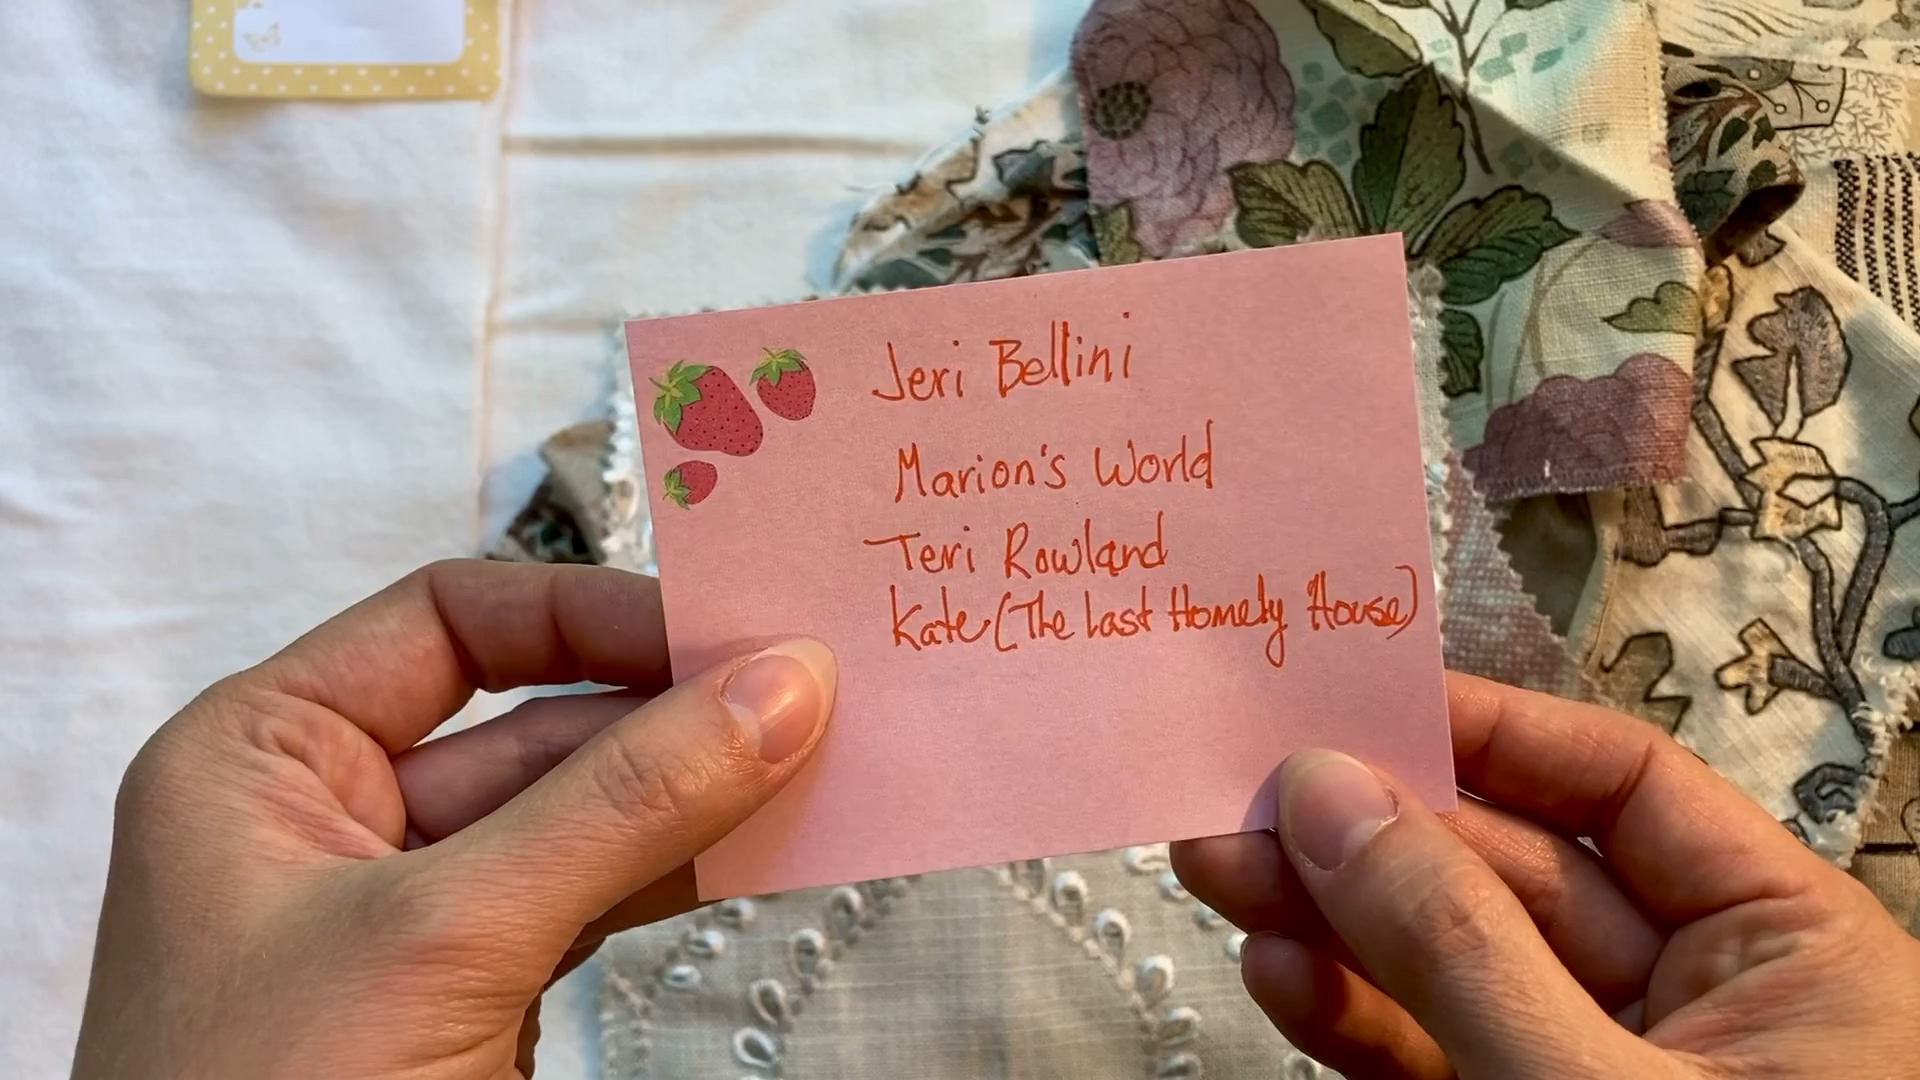 Jeri Bellini
Marion's World
Teri Rowland
Kate (The Last Homely House)